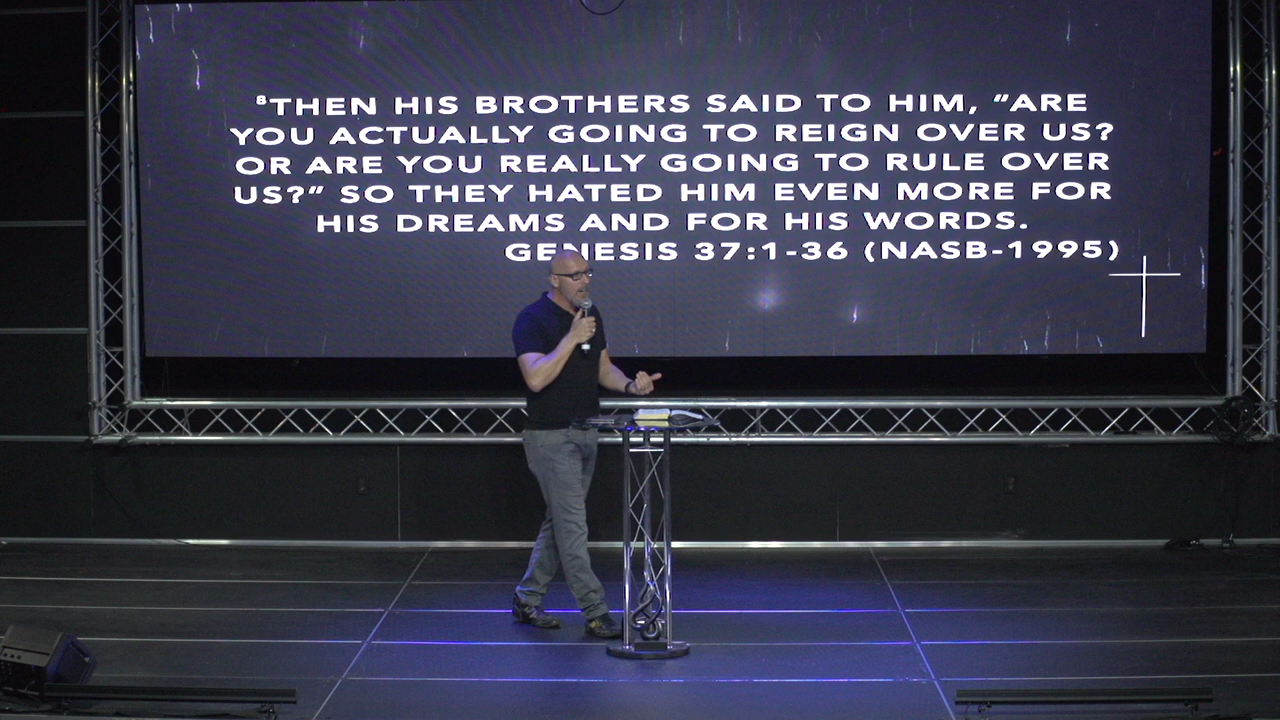 ⁸THEN HIS BROTHERS SAID TO HIM, “ARE
YOU ACTUALLY GOING TO REIGN OVER US?
OR ARE YOU REALLY GOING TO RULE OVER
US?” SO THEY HATED HIM EVEN MORE FOR
HIS DREAMS AND FOR HIS WORDS.
GENESIS 37:1-36 (NASB-1995)